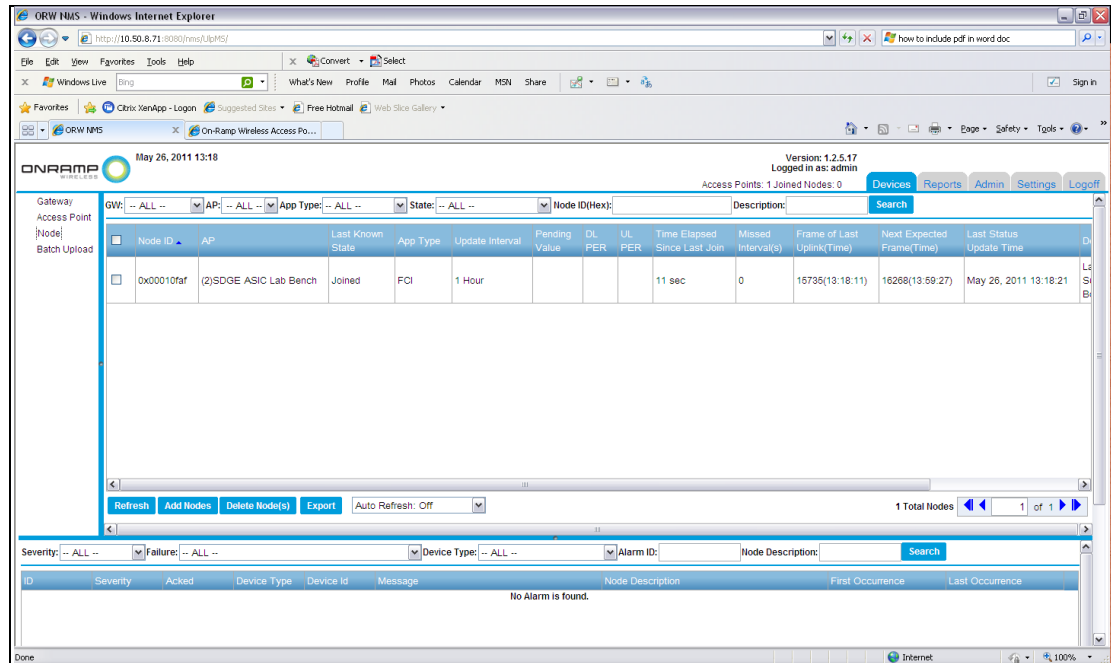 ORW NMS - Windows Internet Explorer
http://10.50.8.71:8080/nms/UlpMS/
how to include pdf in word doc
File Edit View Favorites Tools Help
x Convert Select
x Windows Live Bing What's New Profile Mail Photos Calendar MSN Share Sign in
Favorites Citrix XenApp - Logon Suggested Sites Free Hotmail Web Slice Gallery
ORW NMS x On-Ramp Wireless Access Po... Page Safety Tools »
ONRAMP
WIRELESS
May 26, 2011 13:18
Version: 1.2.5.17
Logged in as: admin
Access Points: 1 Joined Nodes: 0
Devices Reports Admin Settings Logoff
Gateway
Access Point
Node
Batch Upload
GW: -- ALL -- AP: -- ALL -- App Type: -- ALL -- State: -- ALL -- Node ID(Hex): Description: Search
Node ID AP Last Known State App Type Update Interval Pending Value DL PER UL PER Time Elapsed Since Last Join Missed Interval(s) Frame of Last Uplink(Time) Next Expected Frame(Time) Last Status Update Time
0x00010faf (2)SDGE ASIC Lab Bench Joined FCI 1 Hour 11 sec 0 15735(13:18:11) 16268(13:59:27) May 26, 2011 13:18:21
Refresh Add Nodes Delete Node(s) Export Auto Refresh: Off 1 Total Nodes 1 of 1
Severity: -- ALL -- Failure: -- ALL -- Device Type: -- ALL -- Alarm ID: Node Description: Search
ID Severity Acked Device Type Device Id Message Node Description First Occurrence Last Occurrence
No Alarm is found.
Done Internet 100%